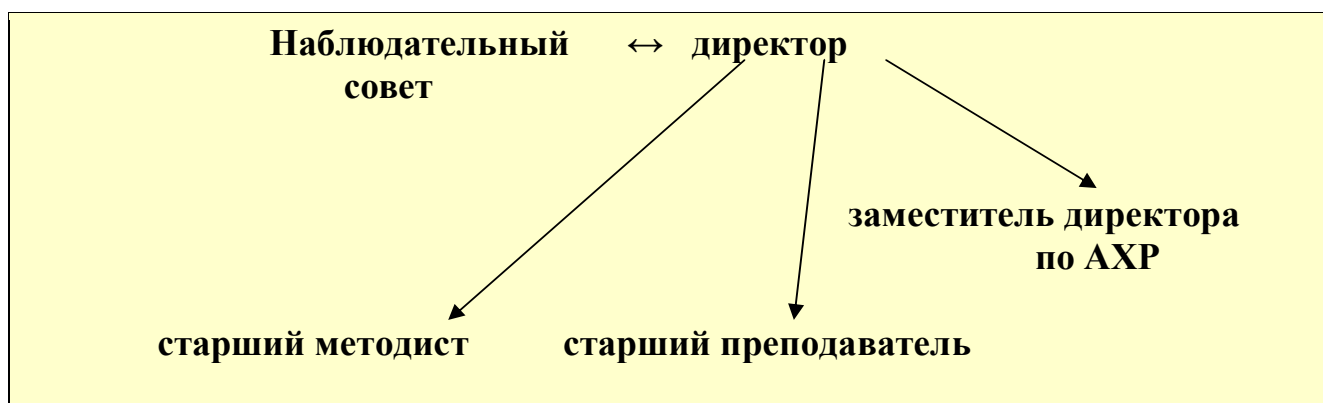 Наблюдательный ↔ директор
совет
заместитель директора
по АХР
старший методист старший преподаватель